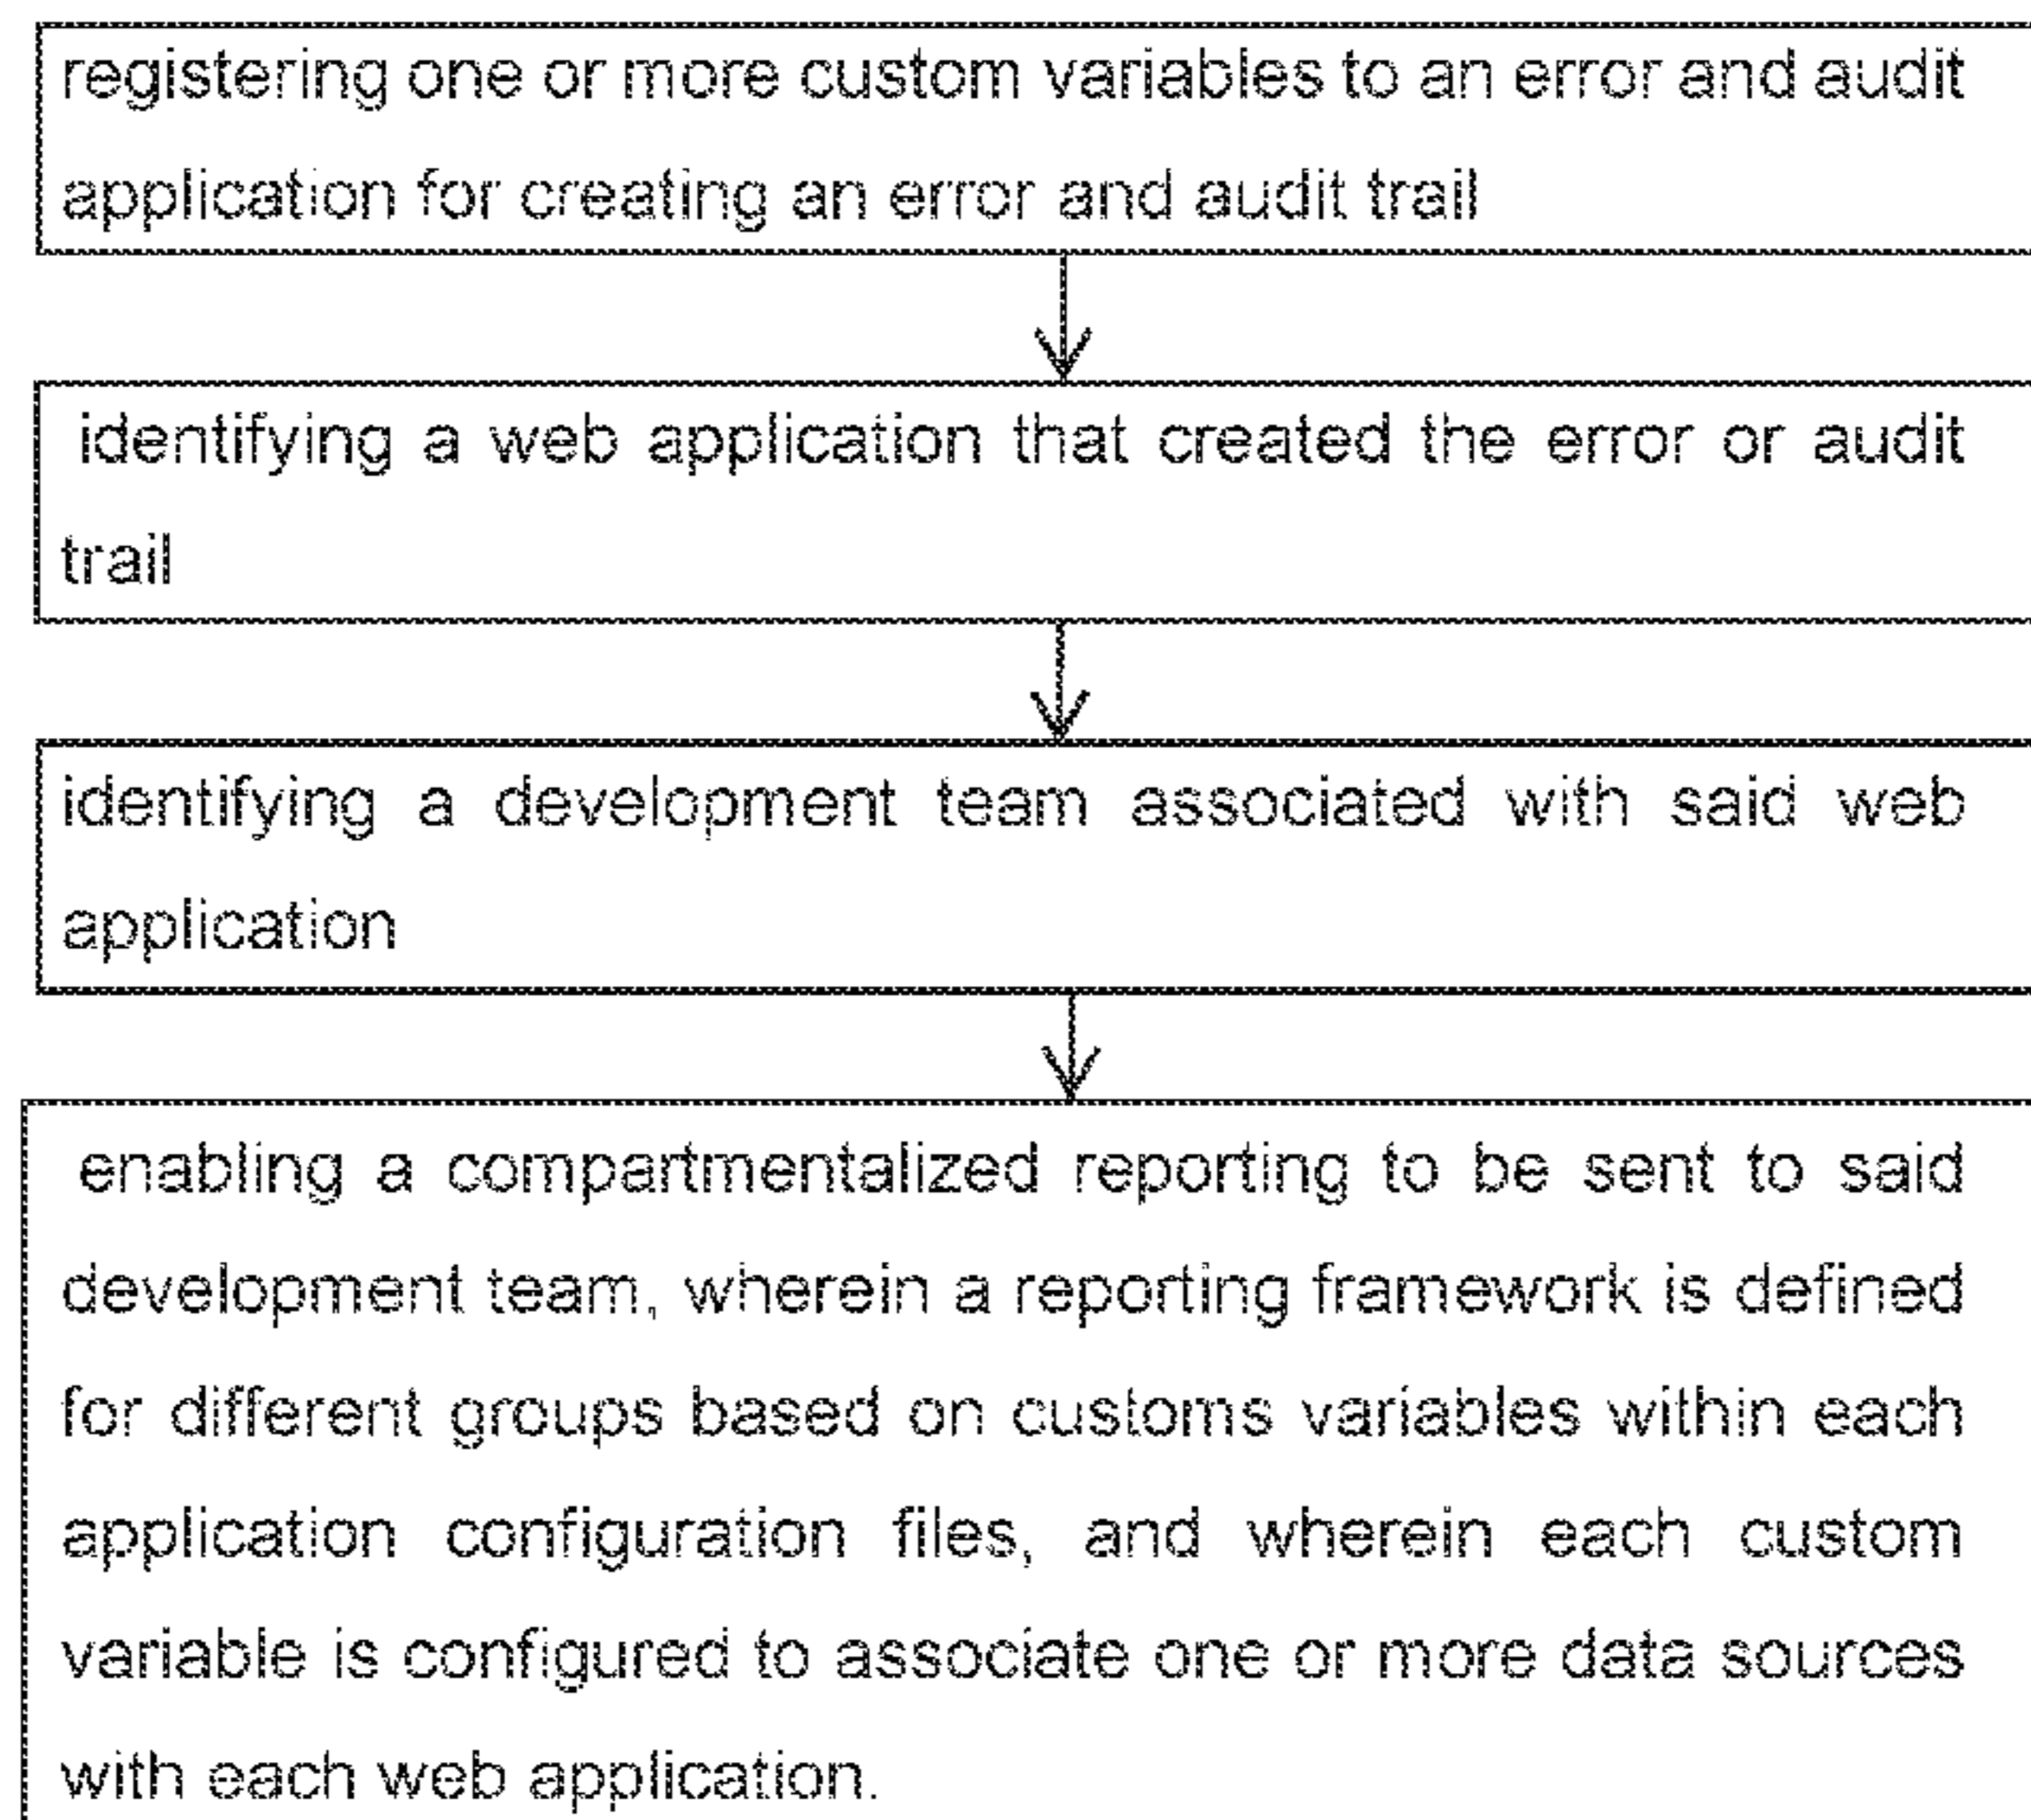 registering one or more custom variables to an error and audit
application for creating an error and audit trail
identifying a web application that created the error or audit
trail
identifying a development team associated with said web
application
enabling a compartmentalized reporting to be sent to said
development team, wherein a reporting framework is defined
for different groups based on customs variables within each
application configuration files, and wherein each custom
variable is configured to associate one or more data sources
with each web application.